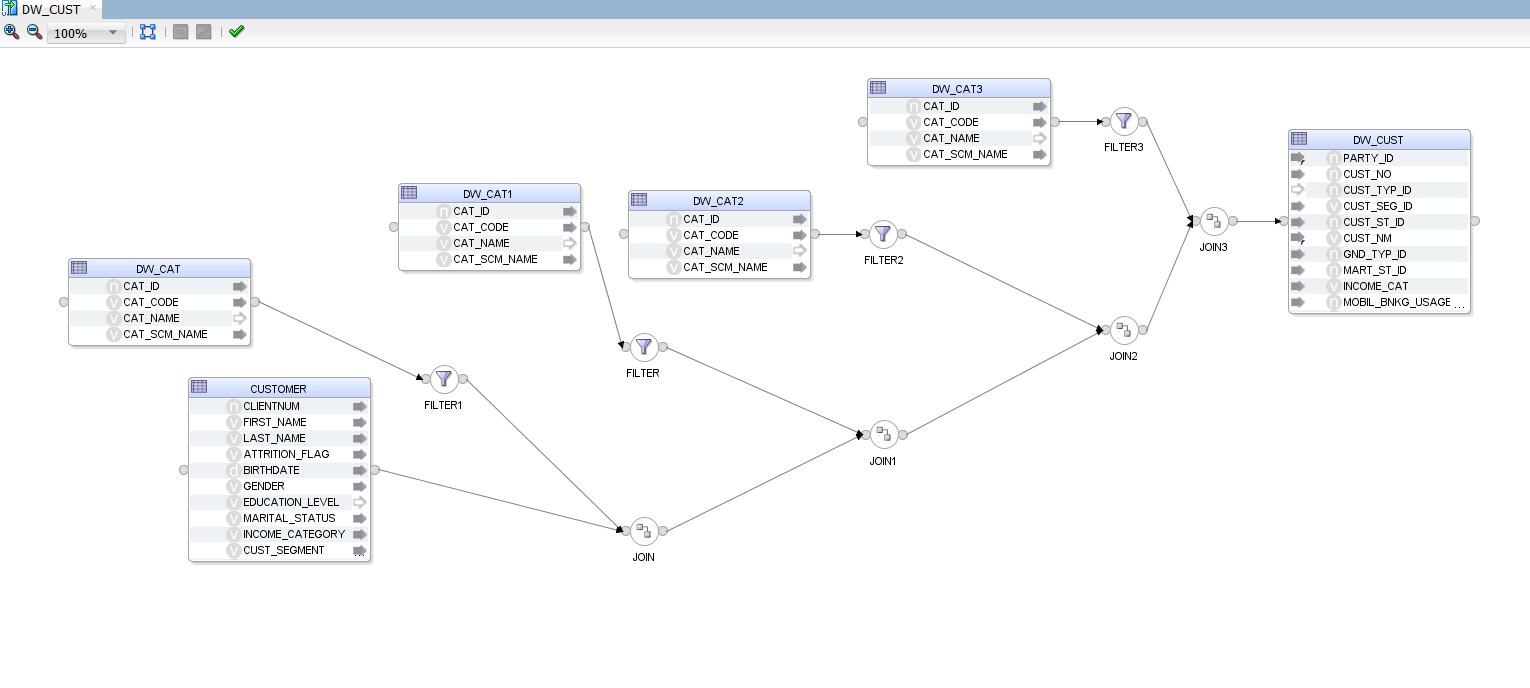 DW_CUST
100%
DW_CAT3
CAT_ID
CAT_CODE
CAT_NAME
CAT_SCM_NAME
FILTER3
DW_CUST
PARTY_ID
CUST_NO
CUST_TYP_ID
CUST_SEG_ID
CUST_ST_ID
CUST_NM
GND_TYP_ID
MART_ST_ID
INCOME_CAT
MOBIL_BNKG_USAGE ...
JOIN3
DW_CAT1
CAT_ID
CAT_CODE
CAT_NAME
CAT_SCM_NAME
DW_CAT2
CAT_ID
CAT_CODE
CAT_NAME
CAT_SCM_NAME
FILTER2
DW_CAT
CAT_ID
CAT_CODE
CAT_NAME
CAT_SCM_NAME
FILTER
JOIN2
FILTER1
CUSTOMER
CLIENTNUM
FIRST_NAME
LAST_NAME
ATTRITION_FLAG
BIRTHDATE
GENDER
EDUCATION_LEVEL
MARITAL_STATUS
INCOME_CATEGORY
CUST_SEGMENT ...
JOIN1
JOIN